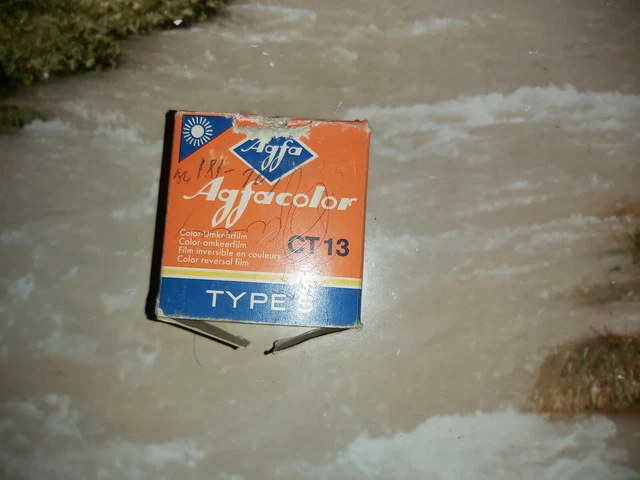 Agfa
Agfacolor
Color-Umkehrfilm
Color-omkeerfilm
Film inversible en couleurs
Color reversal film
CT 13
TYPE S